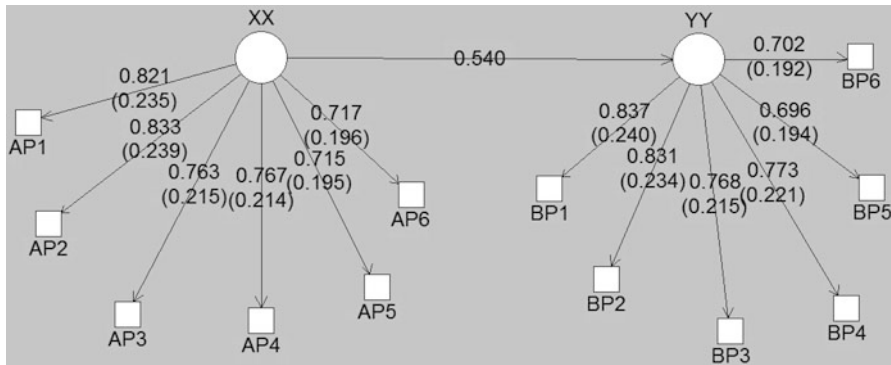 XX
YY
0.540
0.702
(0.192)
BP6
0.821
(0.235)
AP1
0.833
(0.239)
AP2
0.763
(0.215)
AP3
0.767
(0.214)
AP4
0.715
(0.195)
AP5
0.717
(0.196)
AP6
0.837
(0.240)
BP1
0.831
(0.234)
BP2
0.768
(0.215)
BP3
0.773
(0.221)
BP4
0.696
(0.194)
BP5